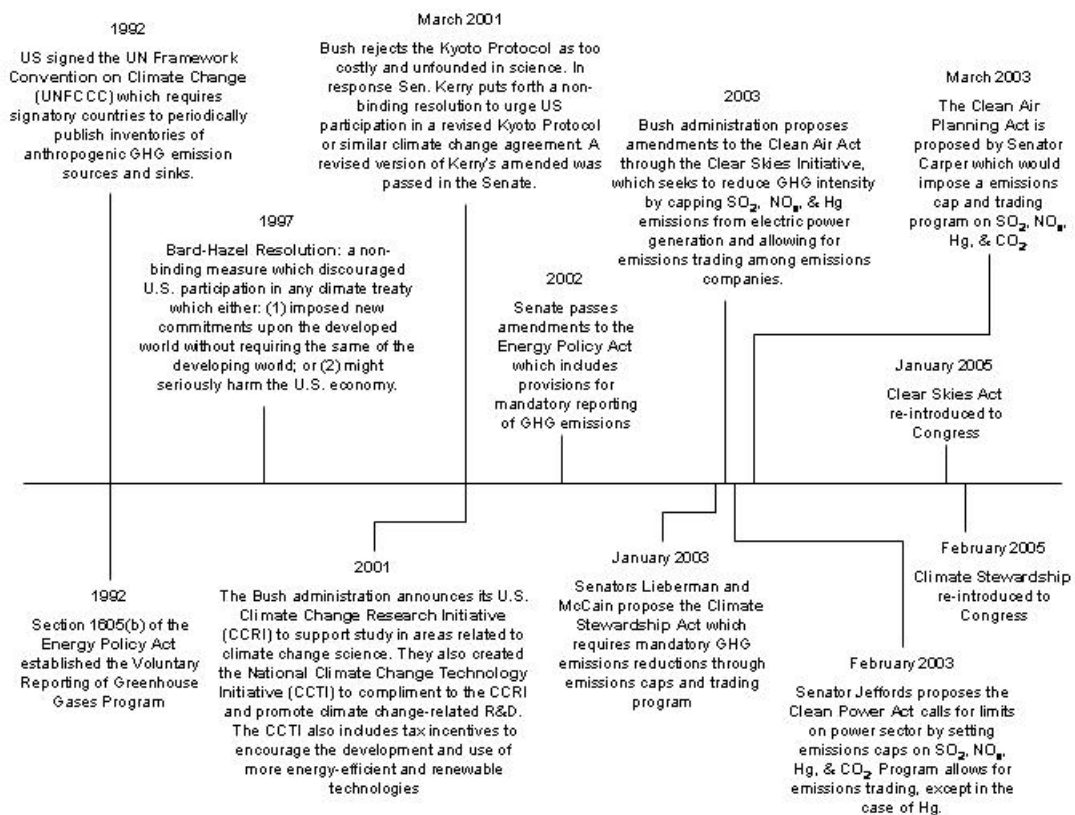 1992
US signed the UN Framework
Convention on Climate Change
(UNFCCC) which requires
signatory countries to periodically
publish inventories of
anthropogenic GHG emission
sources and sinks.
1997
Bard-Hazel Resolution: a non-
binding measure which discouraged
U.S. participation in any climate treaty
which either: (1) imposed new
commitments upon the developed
world without requiring the same of the
developing world; or (2) might
seriously harm the U.S. economy.
March 2001
Bush rejects the Kyoto Protocol as too
costly and unfounded in science. In
response Sen. Kerry puts forth a non-
binding resolution to urge US
participation in a revised Kyoto Protocol
or similar climate change agreement. A
revised version of Kerry's amended was
passed in the Senate.
2002
Senate passes
amendments to the
Energy Policy Act
which includes
provisions for
mandatory reporting
of GHG emissions
2003
Bush administration proposes
amendments to the Clean Air Act
through the Clear Skies Initiative,
which seeks to reduce GHG intensity
by capping SO₂, NOₓ, & Hg
emissions from electric power
generation and allowing for
emissions trading among emissions
companies.
March 2003
The Clean Air
Planning Act is
proposed by Senator
Carper which would
impose a emissions
cap and trading
program on SO₂, NOₓ,
Hg, & CO₂
January 2005
Clear Skies Act
re-introduced to
Congress
1992
Section 1605(b) of the
Energy Policy Act
established the Voluntary
Reporting of Greenhouse
Gases Program
2001
The Bush administration announces its U.S.
Climate Change Research Initiative
(CCRI) to support study in areas related to
climate change science. They also created
the National Climate Change Technology
Initiative (CCTI) to compliment to the CCRI
and promote climate change-related R&D.
The CCTI also includes tax incentives to
encourage the development and use of
more energy-efficient and renewable
technologies
January 2003
Senators Lieberman and
McCain propose the Climate
Stewardship Act which
requires mandatory GHG
emissions reductions through
emissions caps and trading
program
February 2003
Senator Jeffords proposes the
Clean Power Act calls for limits
on power sector by setting
emissions caps on SO₂, NOₓ,
Hg, & CO₂ Program allows for
emissions trading, except in the
case of Hg.
February 2005
Climate Stewardship
re-introduced to
Congress